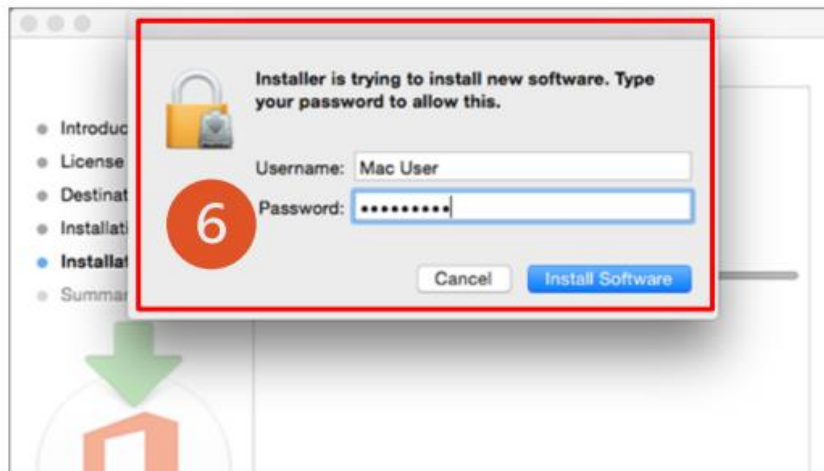 Installer is trying to install new software. Type
your password to allow this.
Introduc
License
Destinat
Installati
Installat
Summar
Username: Mac User
Password: •••••••••
6
Cancel
Install Software